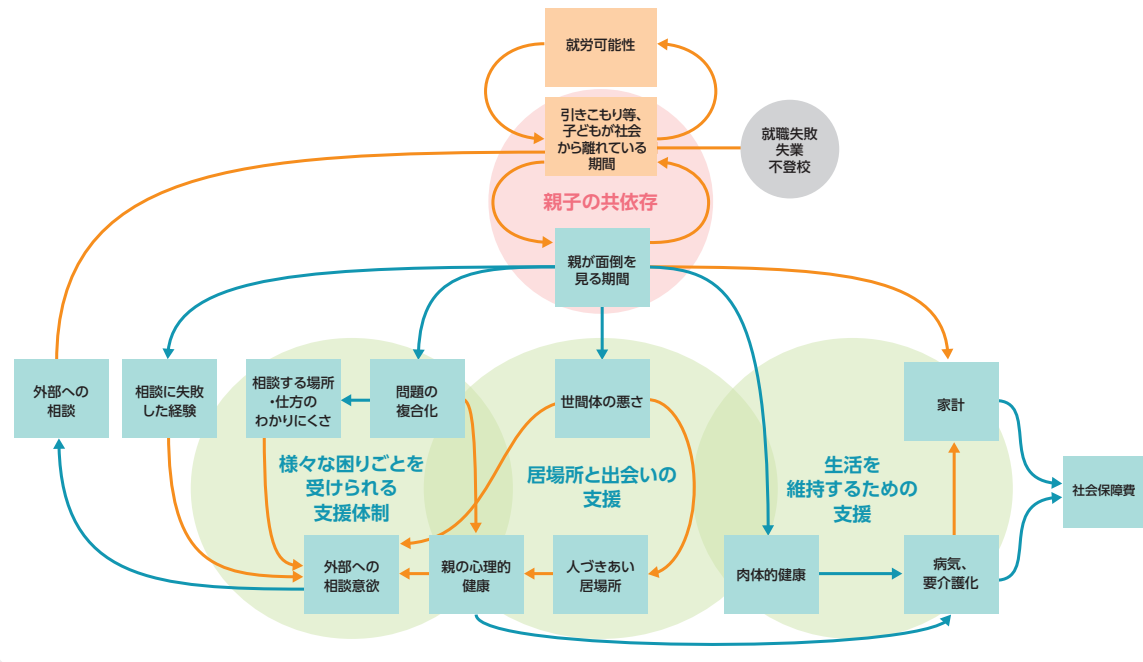 就労可能性
引きこもり等、
子どもが社会
から離れている
期間
就職失敗
失業
不登校
親子の共依存
親が面倒を
見る期間
外部への
相談
相談に失敗
した経験
相談する場所
・仕方の
わかりにくさ
問題の
複合化
世間体の悪さ
家計
様々な困りごとを
受けられる
支援体制
居場所と出会いの
支援
生活を
維持するための
支援
社会保障費
外部への
相談意欲
親の心理的
健康
人づきあい
居場所
肉体的健康
病気、
要介護化